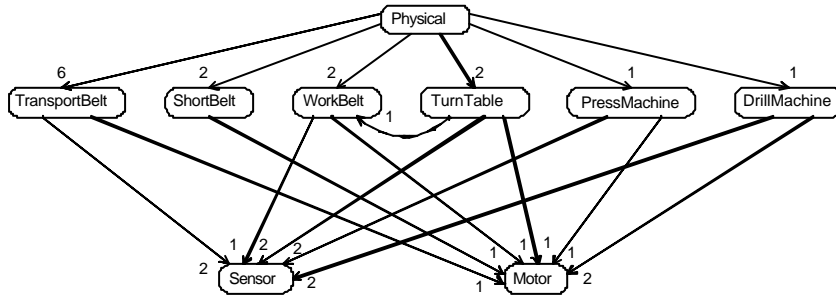 Physical
6
2
2
2
1
1
TransportBelt
ShortBelt
WorkBelt
TurnTable
PressMachine
DrillMachine
1
2
1
2
2
2
1
1
1
1
1
2
Sensor
Motor